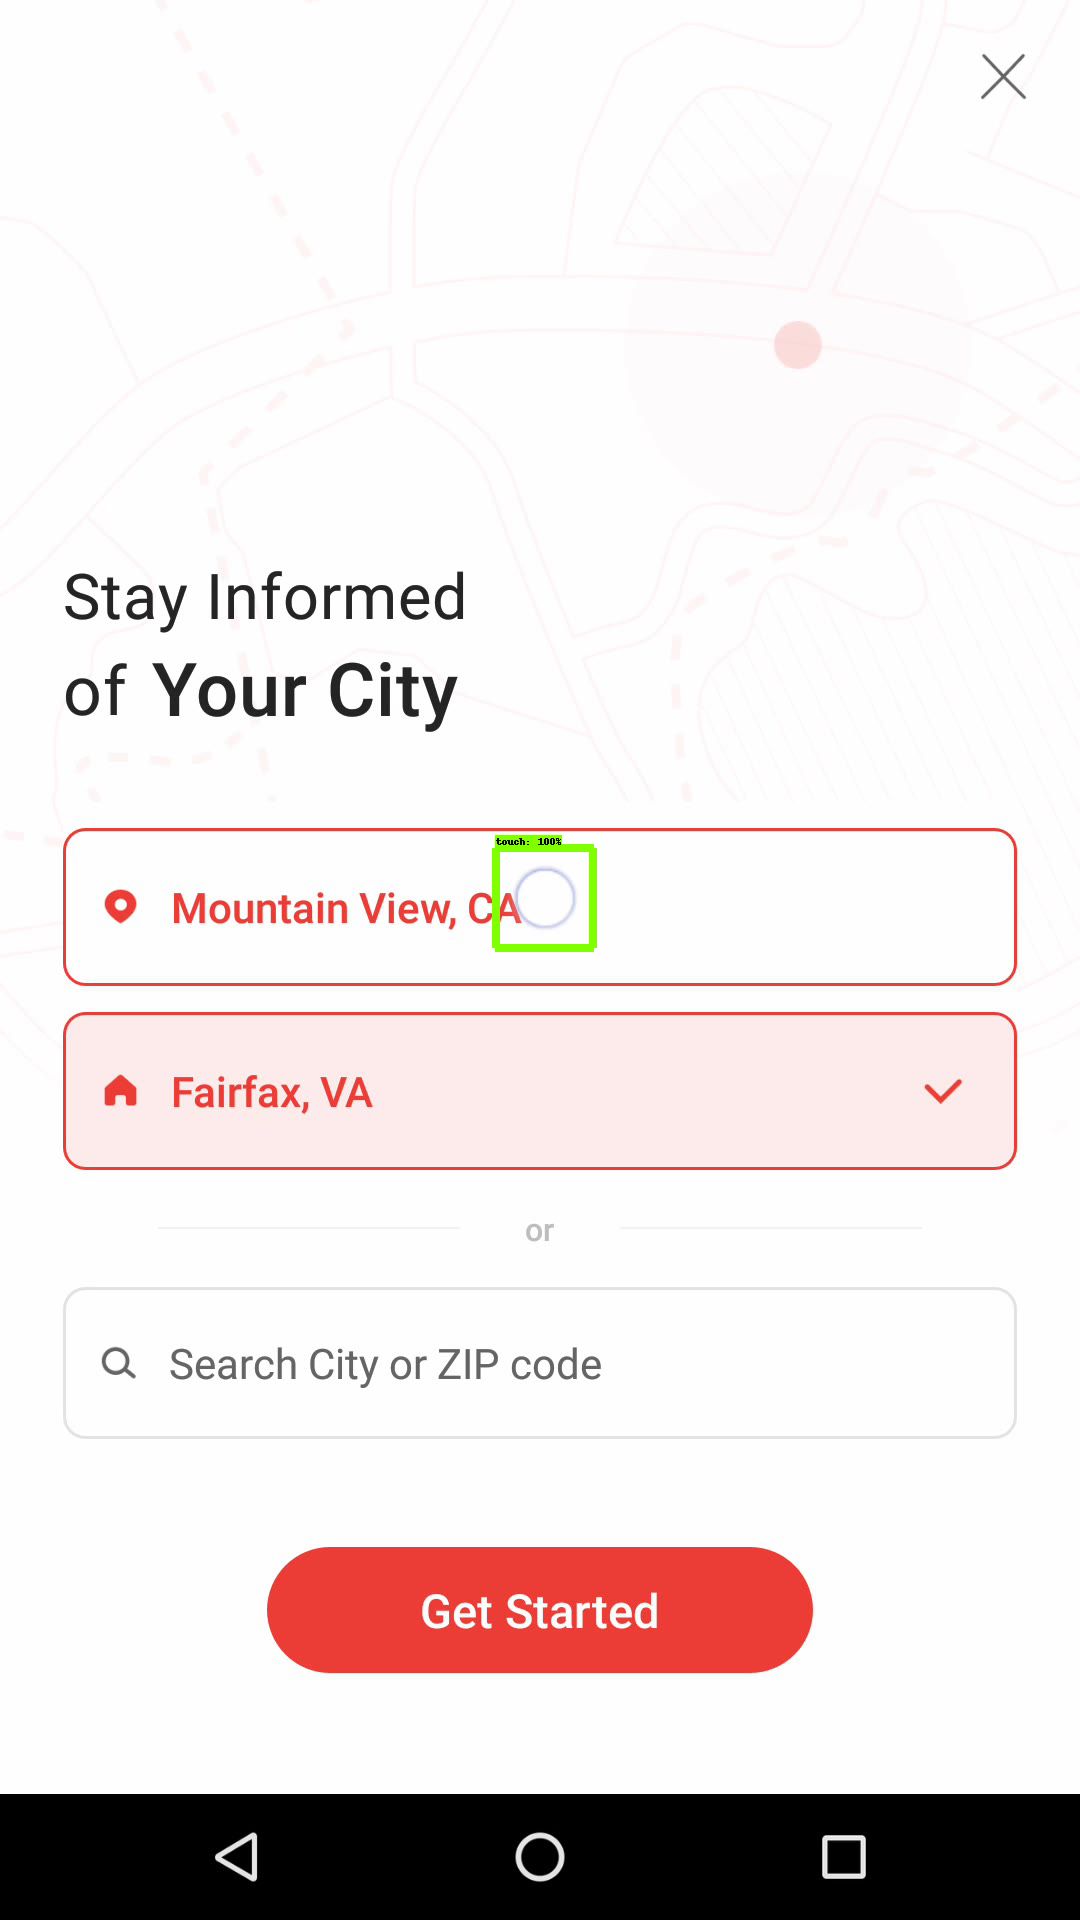 Stay Informed
of Your City
touch: 100%
Mountain View, CA
Fairfax, VA
or
Search City or ZIP code
Get Started